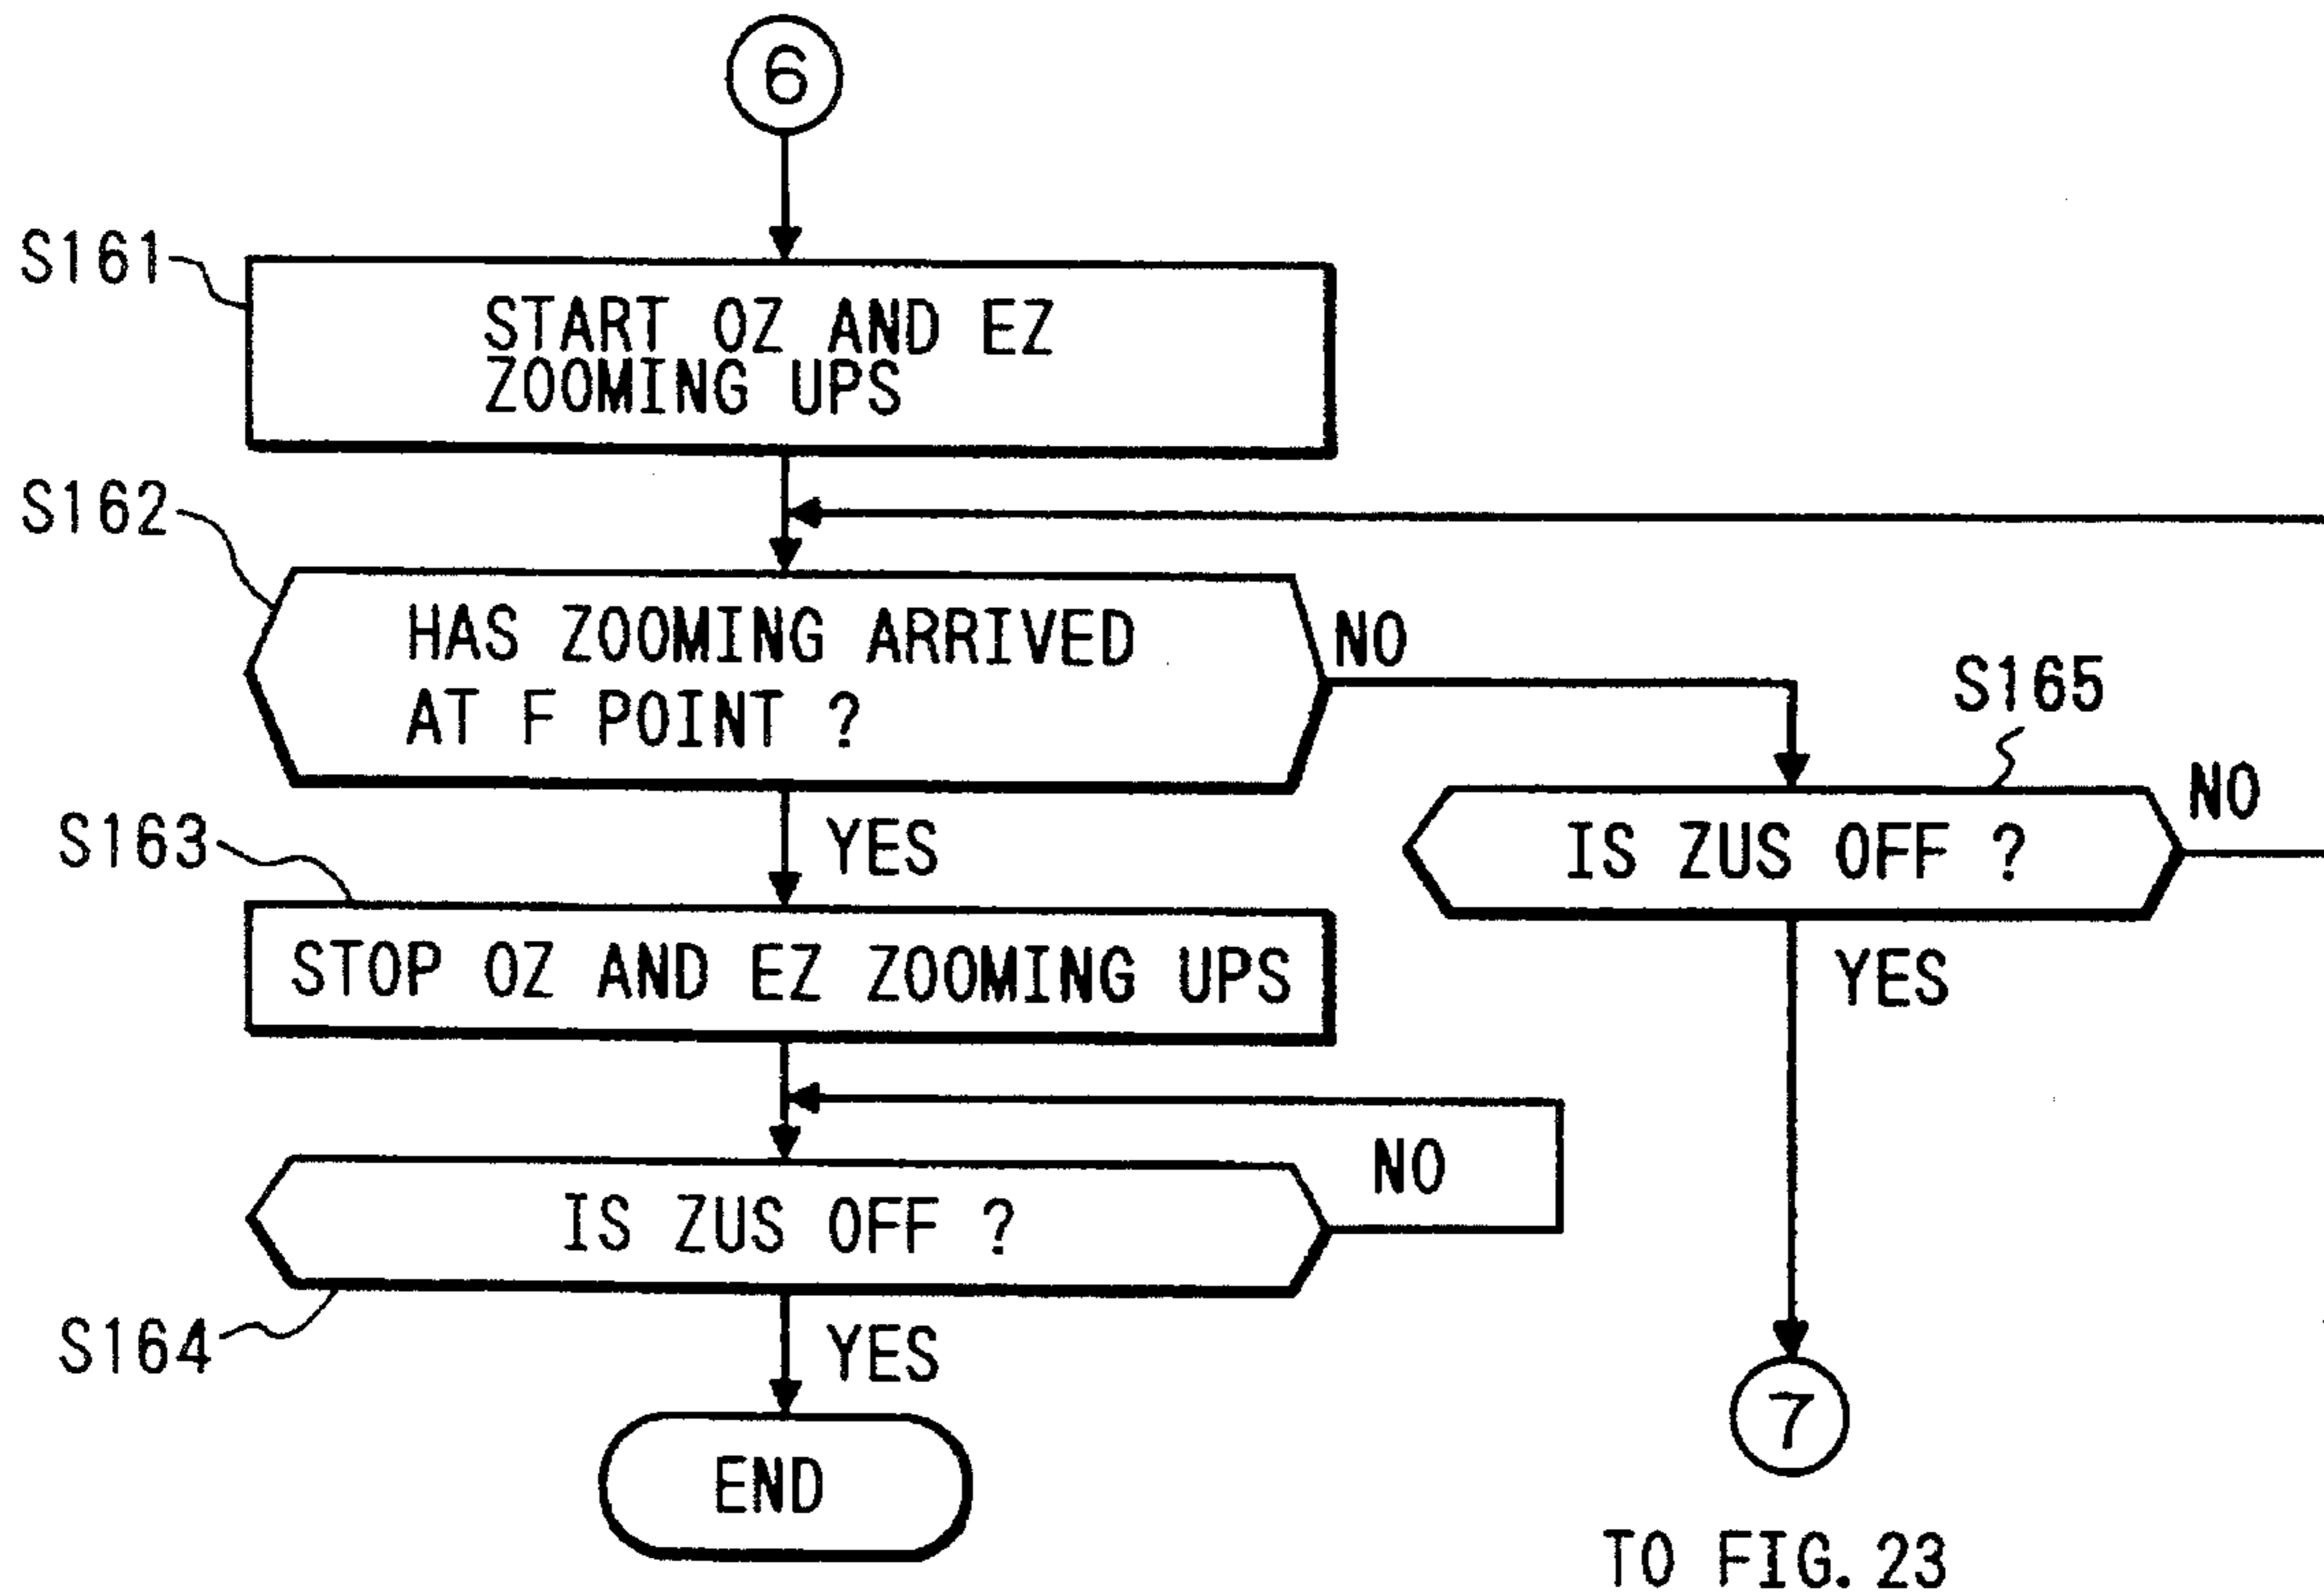 6
S161
START OZ AND EZ
ZOOMING UPS
S162
HAS ZOOMING ARRIVED
AT F POINT ?
NO
S165
IS ZUS OFF ?
NO
YES
S163
STOP OZ AND EZ ZOOMING UPS
YES
NO
IS ZUS OFF ?
S164
YES
END
7
TO FIG. 23